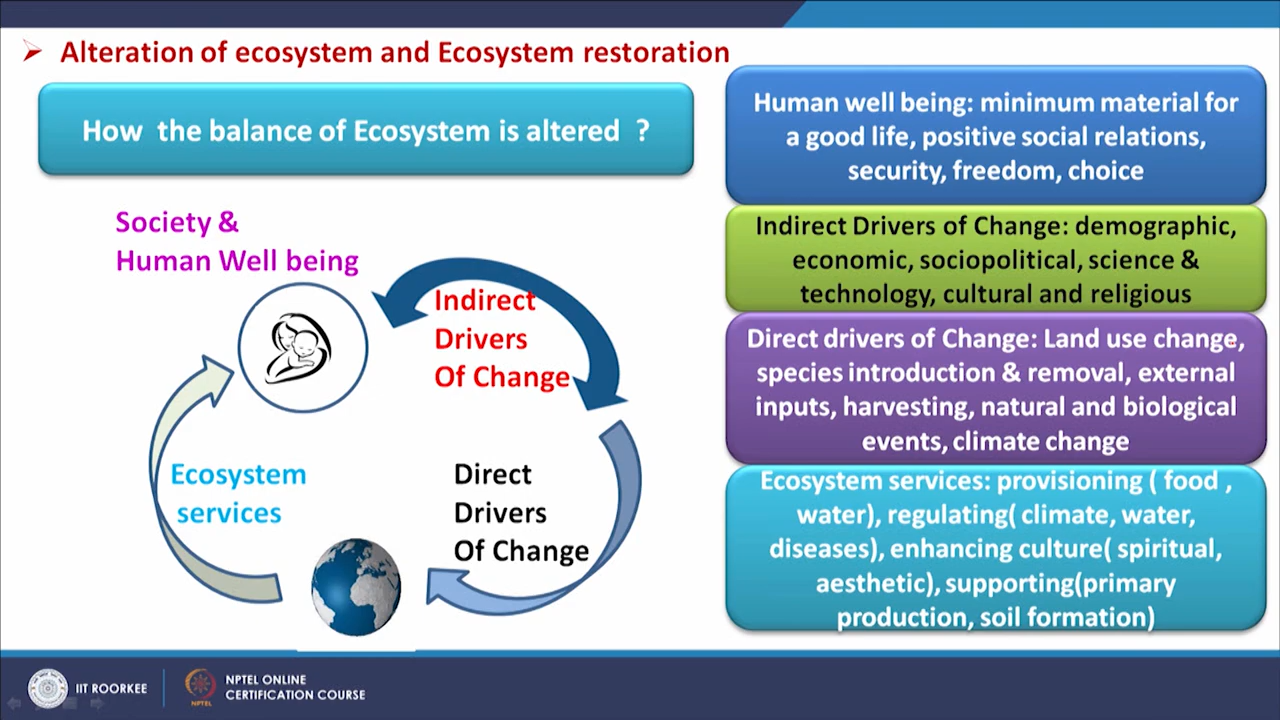 Alteration of ecosystem and Ecosystem restoration
How the balance of Ecosystem is altered ?
Society &
Human Well being
Indirect
Drivers
Of Change
Ecosystem
services
Direct
Drivers
Of Change
Human well being: minimum material for
a good life, positive social relations,
security, freedom, choice
Indirect Drivers of Change: demographic,
economic, sociopolitical, science &
technology, cultural and religious
Direct drivers of Change: Land use change,
species introduction & removal, external
inputs, harvesting, natural and biological
events, climate change
Ecosystem services: provisioning ( food ,
water), regulating( climate, water,
diseases), enhancing culture( spiritual,
aesthetic), supporting(primary
production, soil formation)
IIT ROORKEE
NPTEL
NPTEL ONLINE
CERTIFICATION COURSE